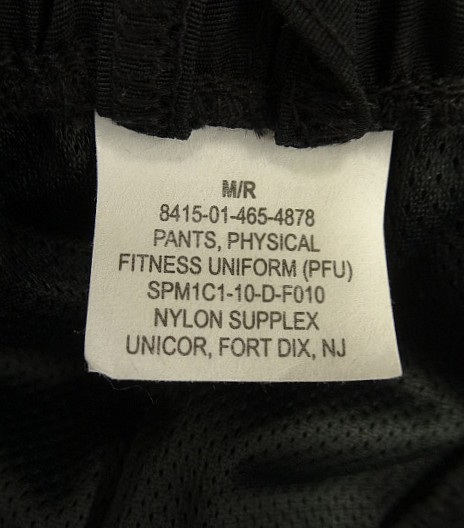 M/R
8415-01-465-4878
PANTS, PHYSICAL
FITNESS UNIFORM (PFU)
SPM1C1-10-D-F010
NYLON SUPPLEX
UNICOR, FORT DIX, NJ